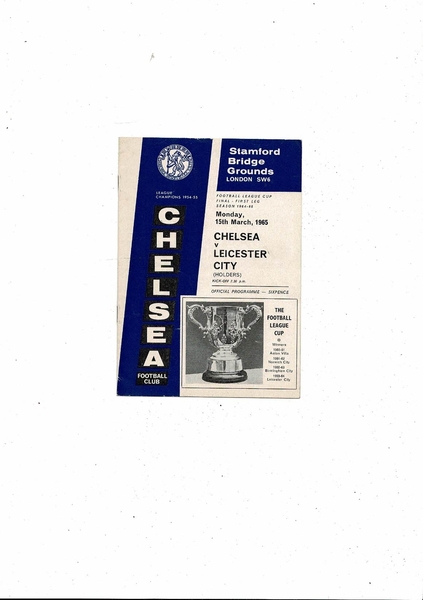 Stamford
Bridge
Grounds
LONDON SW6
LEAGUE
CHAMPIONS 1954-55
CHELSEA
FOOTBALL
CLUB
FOOTBALL LEAGUE CUP
FINAL - FIRST LEG
SEASON 1964-65
Monday,
15th March, 1965
CHELSEA
v
LEICESTER
CITY
(HOLDERS)
KICK-OFF 7.30 p.m.
OFFICIAL PROGRAMME — SIXPENCE
THE
FOOTBALL
LEAGUE
CUP
Winners
1960-61
Aston Villa
1961-62
Norwich City
1962-63
Birmingham City
1963-64
Leicester City